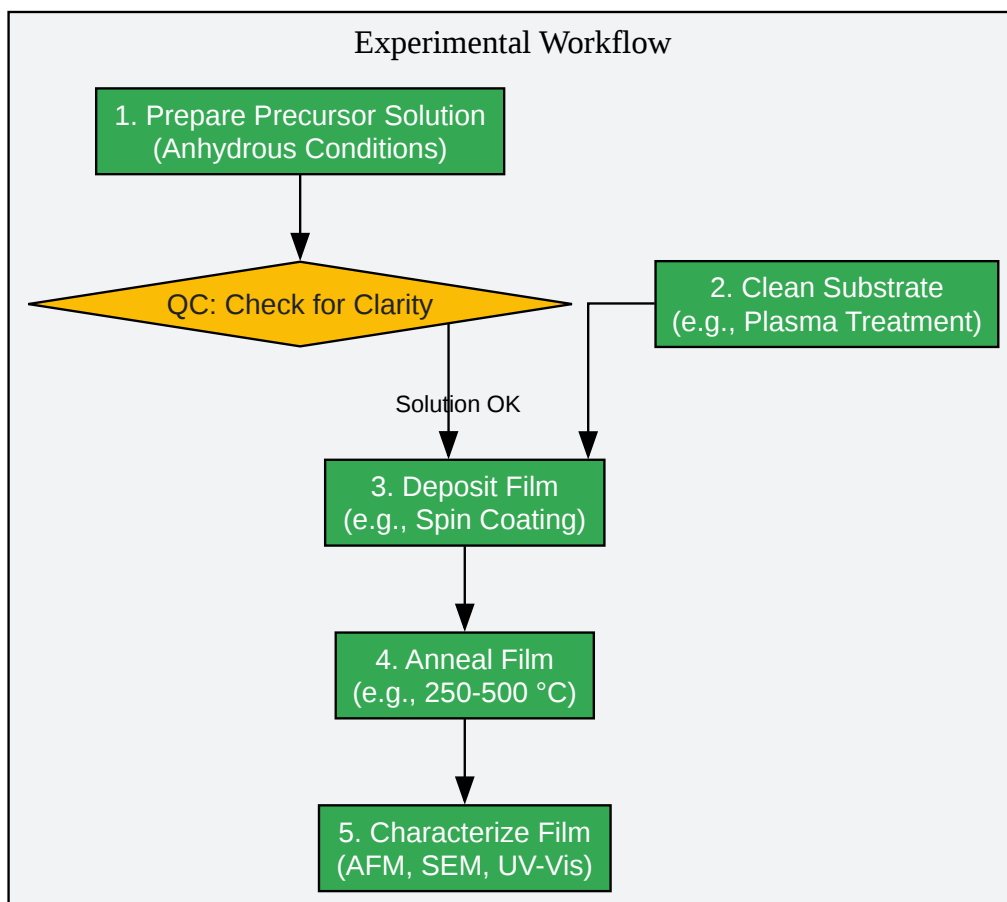 Experimental Workflow
1. Prepare Precursor Solution
(Anhydrous Conditions)
QC: Check for Clarity
2. Clean Substrate
(e.g., Plasma Treatment)
Solution OK
3. Deposit Film
(e.g., Spin Coating)
4. Anneal Film
(e.g., 250-500 °C)
5. Characterize Film
(AFM, SEM, UV-Vis)